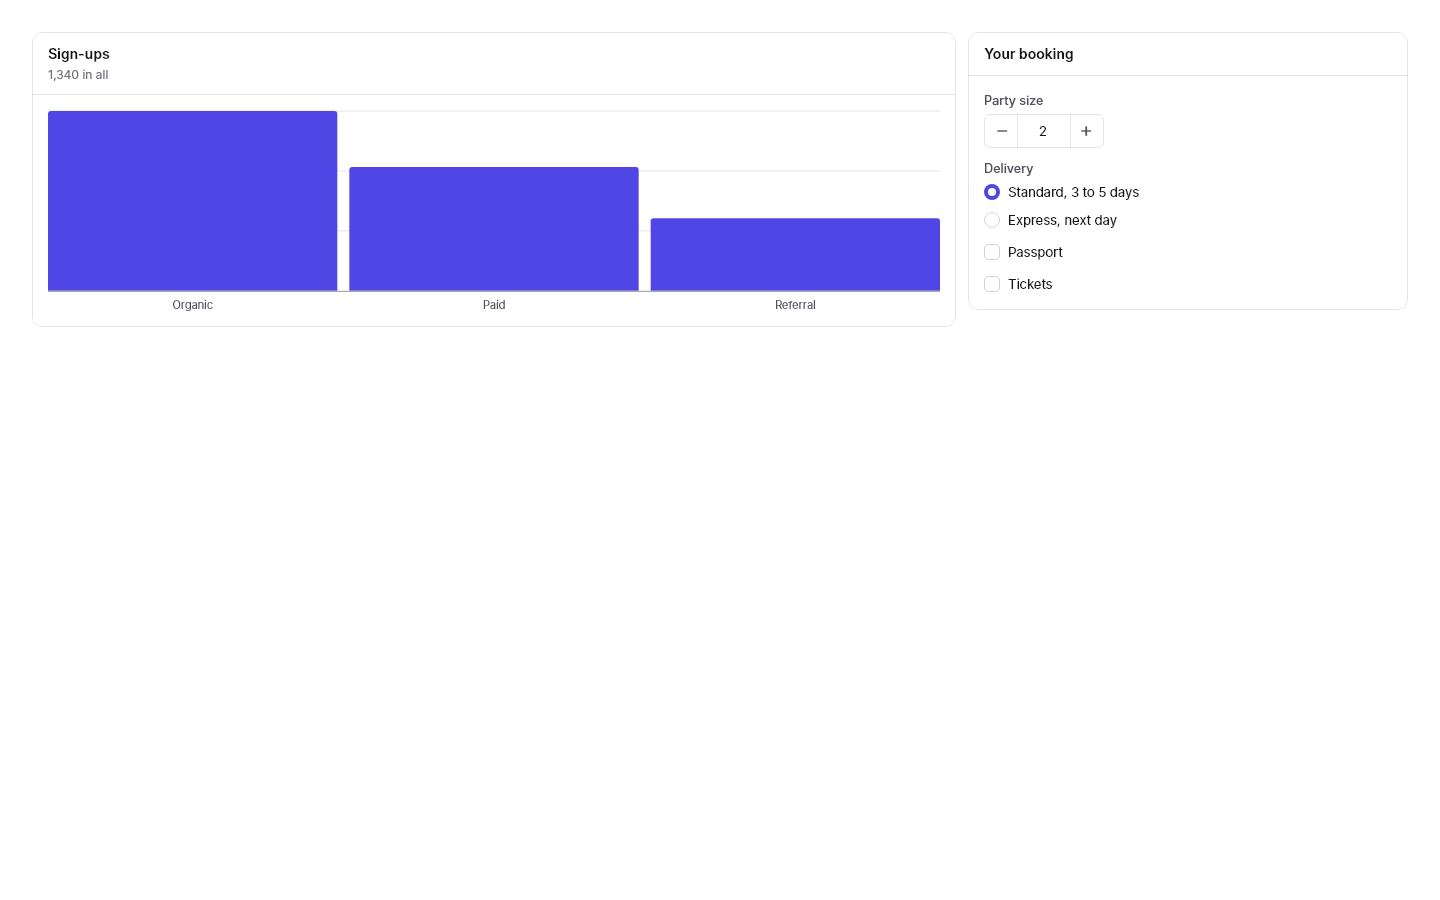 Sign-ups
1,340 in all
Organic
Paid
Referral
Your booking
Party size
2
Delivery
Standard, 3 to 5 days
Express, next day
Passport
Tickets